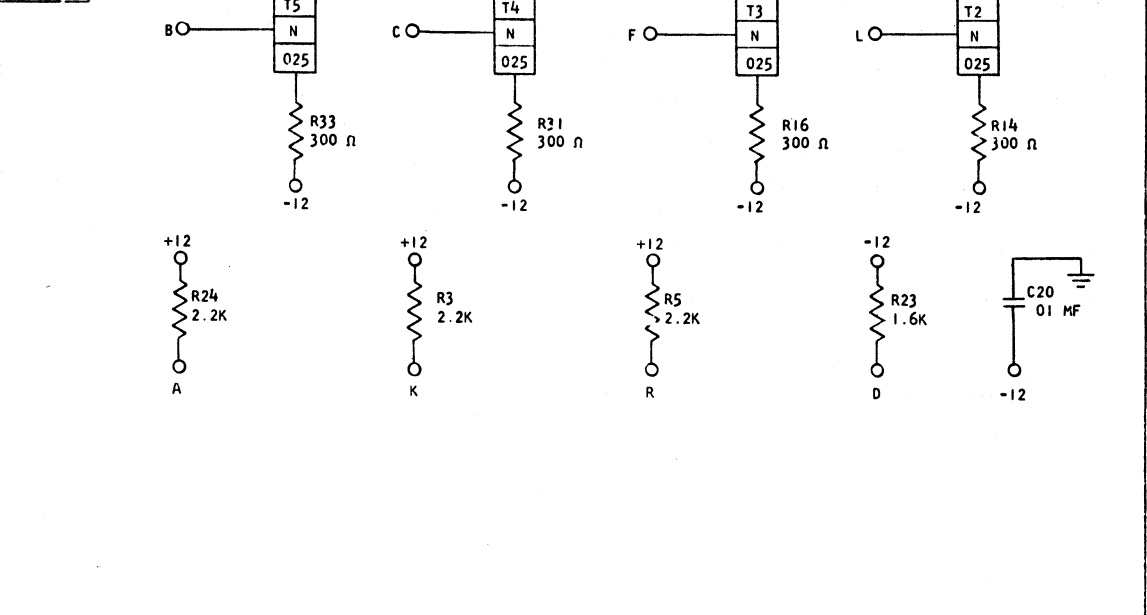 T5
T4
T3
T2
B
N
C
N
F
N
L
N
025
025
025
025
R33
300 Ω
R31
300 Ω
R16
300 Ω
R14
300 Ω
-12
-12
-12
-12
+12
+12
+12
-12
R24
2.2K
R3
2.2K
R5
2.2K
R23
1.6K
C20
01 MF
A
K
R
D
-12